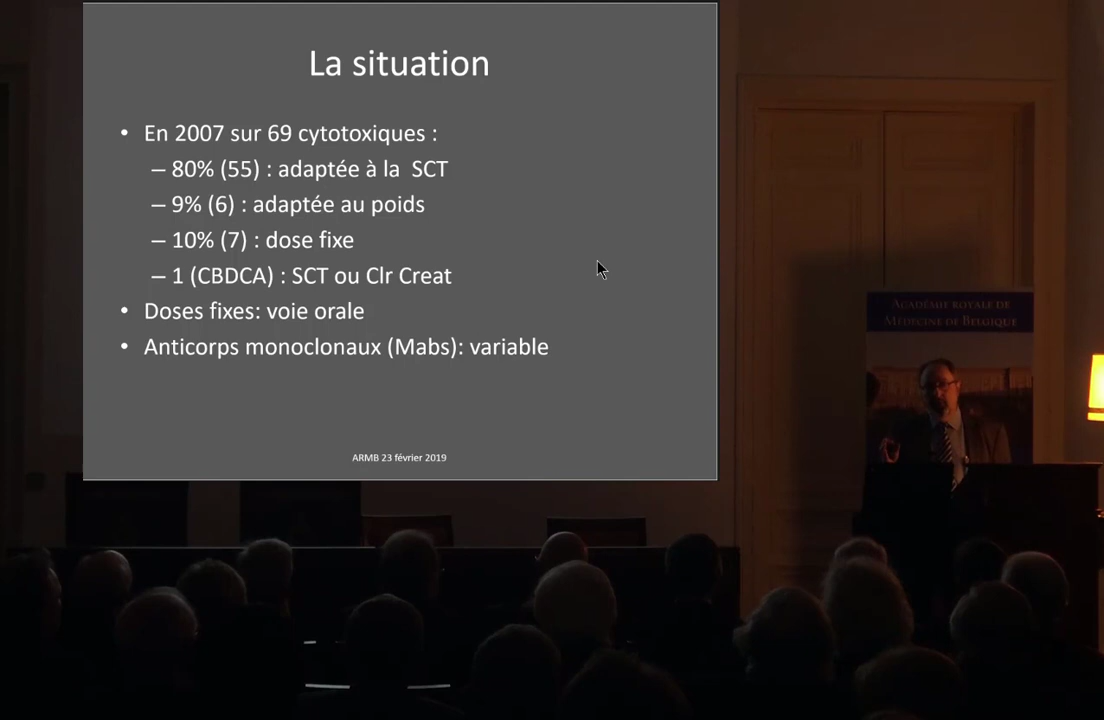 La situation
• En 2007 sur 69 cytotoxiques :
– 80% (55) : adaptée à la  SCT
– 9% (6) : adaptée au poids
– 10% (7) : dose fixe
– 1 (CBDCA) : SCT ou Clr Creat
• Doses fixes: voie orale
• Anticorps monoclonaux (Mabs): variable
ARMB 23 février 2019
Académie royale de
Médecine de Belgique